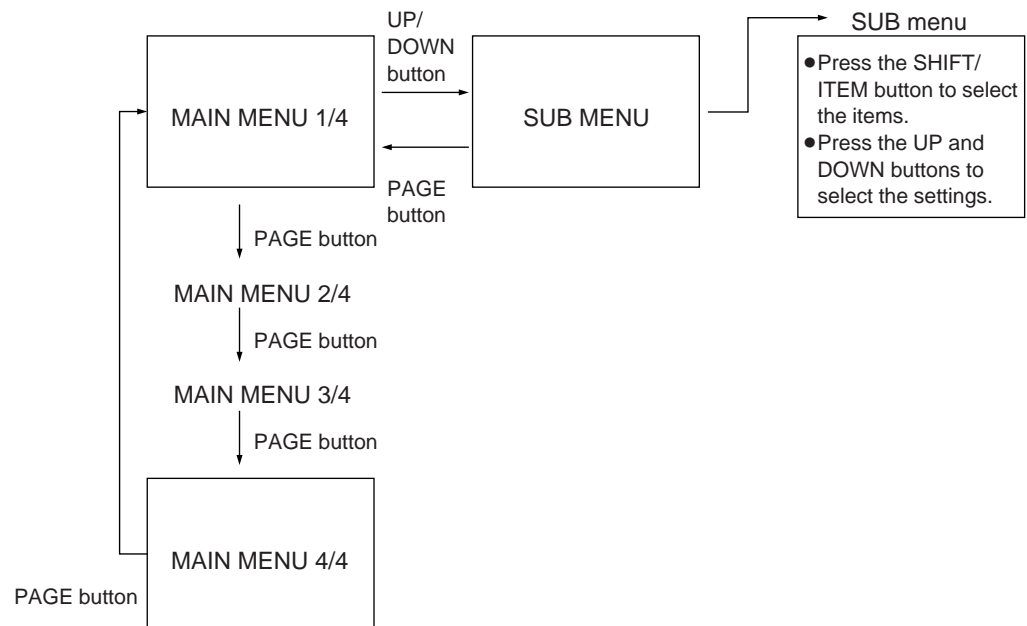 UP/
DOWN
button
MAIN MENU 1/4
SUB MENU
PAGE
button
SUB menu
●Press the SHIFT/
ITEM button to select
the items.
●Press the UP and
DOWN buttons to
select the settings.
PAGE button
MAIN MENU 2/4
PAGE button
MAIN MENU 3/4
PAGE button
MAIN MENU 4/4
PAGE button